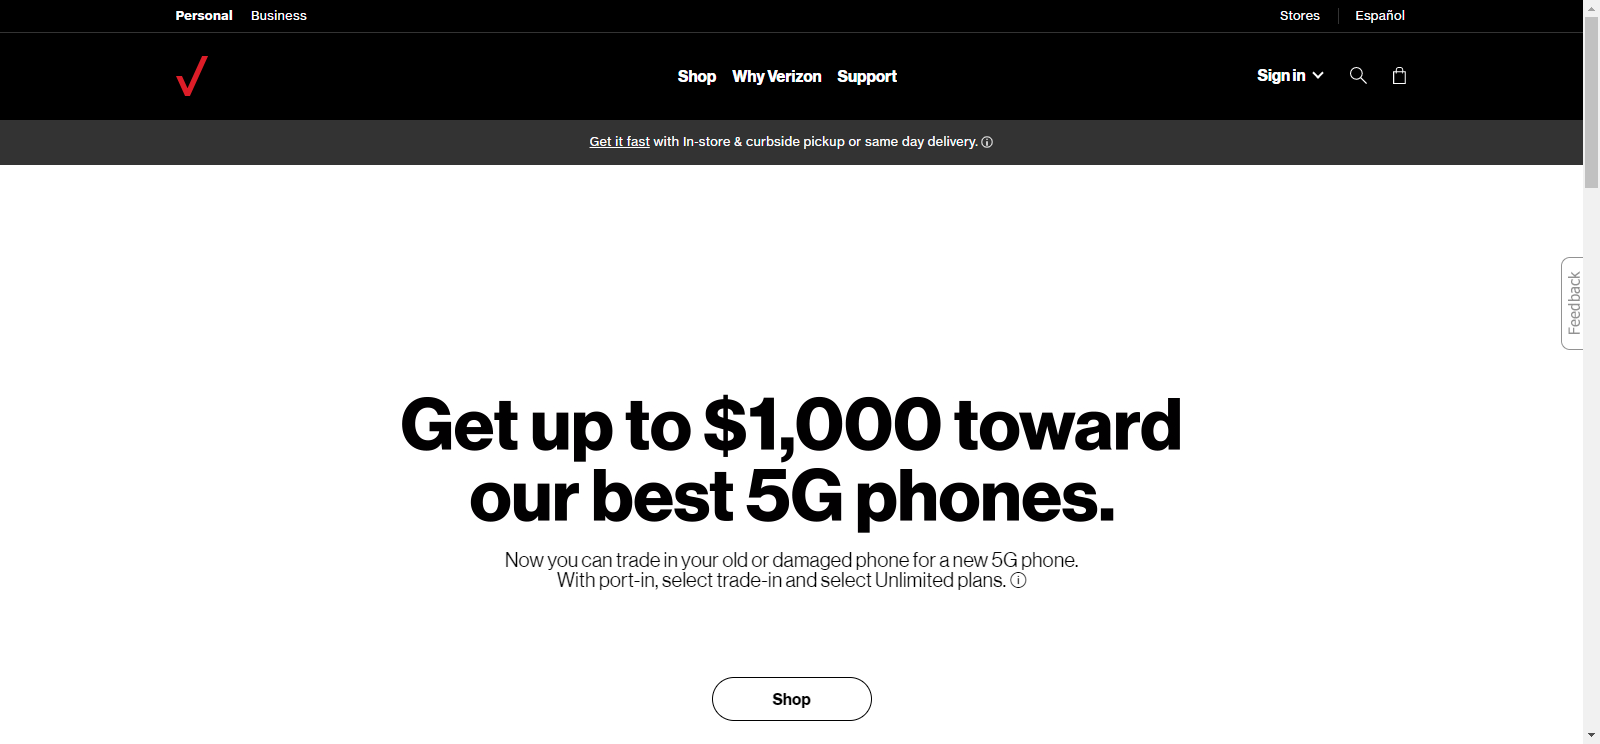 Personal Business
Stores Español
Shop Why Verizon Support
Sign in
Get it fast with In-store & curbside pickup or same day delivery.
Feedback
Get up to $1,000 toward
our best 5G phones.
Now you can trade in your old or damaged phone for a new 5G phone.
With port-in, select trade-in and select Unlimited plans.
Shop